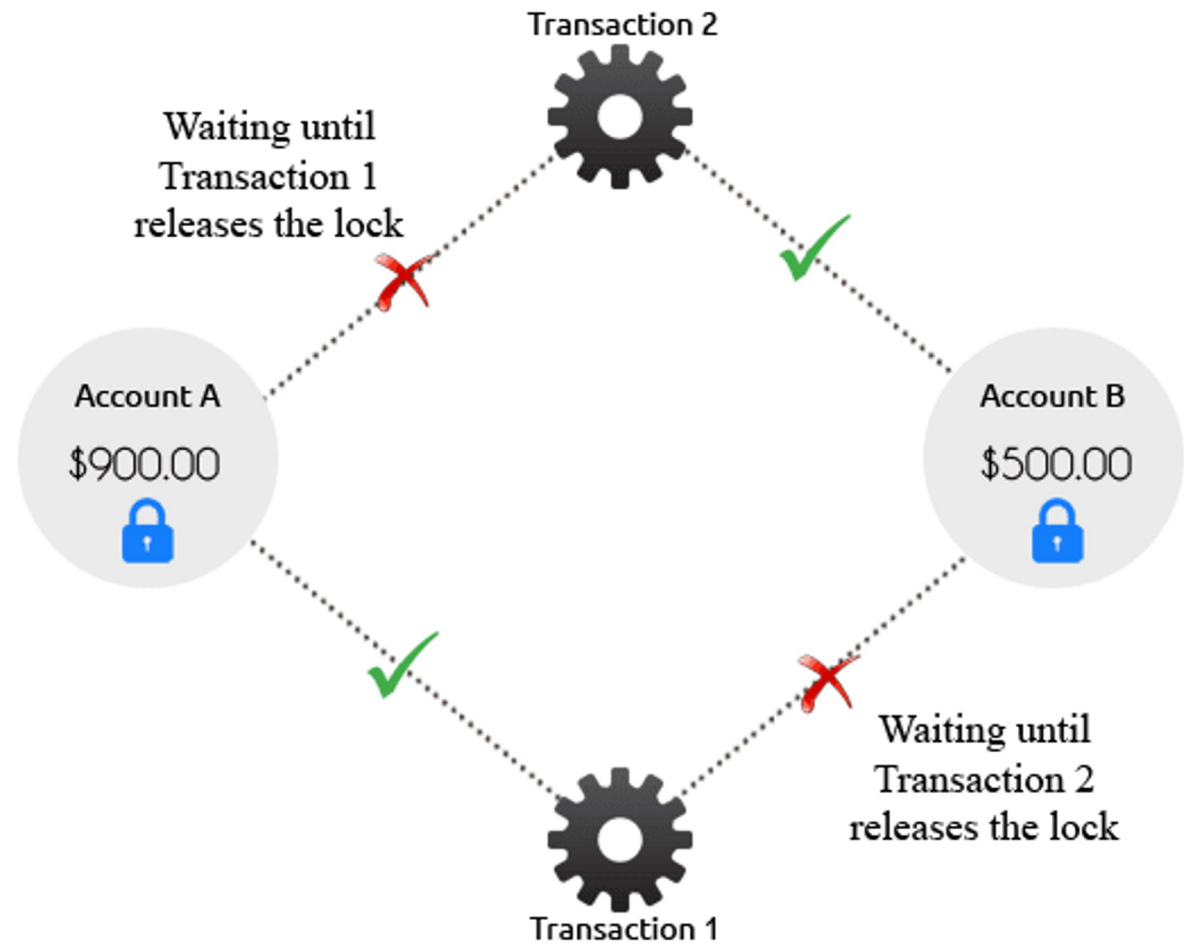 Transaction 2
Waiting until
Transaction 1
releases the lock
Account A
$900.00
Account B
$500.00
Waiting until
Transaction 2
releases the lock
Transaction 1